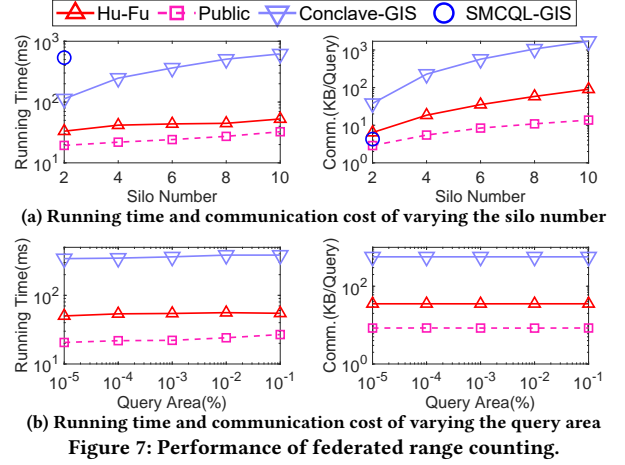 Hu-Fu Public Conclave-GIS SMCQL-GIS
Running Time(ms)
10^3
10^2
10^1
2 4 6 8 10
Silo Number
Comm.(KB/Query)
10^3
10^2
10^1
10^0
2 4 6 8 10
Silo Number
(a) Running time and communication cost of varying the silo number
Running Time(ms)
10^2
10^1
10^-5 10^-4 10^-3 10^-2 10^-1
Query Area(%)
Comm.(KB/Query)
10^2
10^0
10^-5 10^-4 10^-3 10^-2 10^-1
Query Area(%)
(b) Running time and communication cost of varying the query area
Figure 7: Performance of federated range counting.